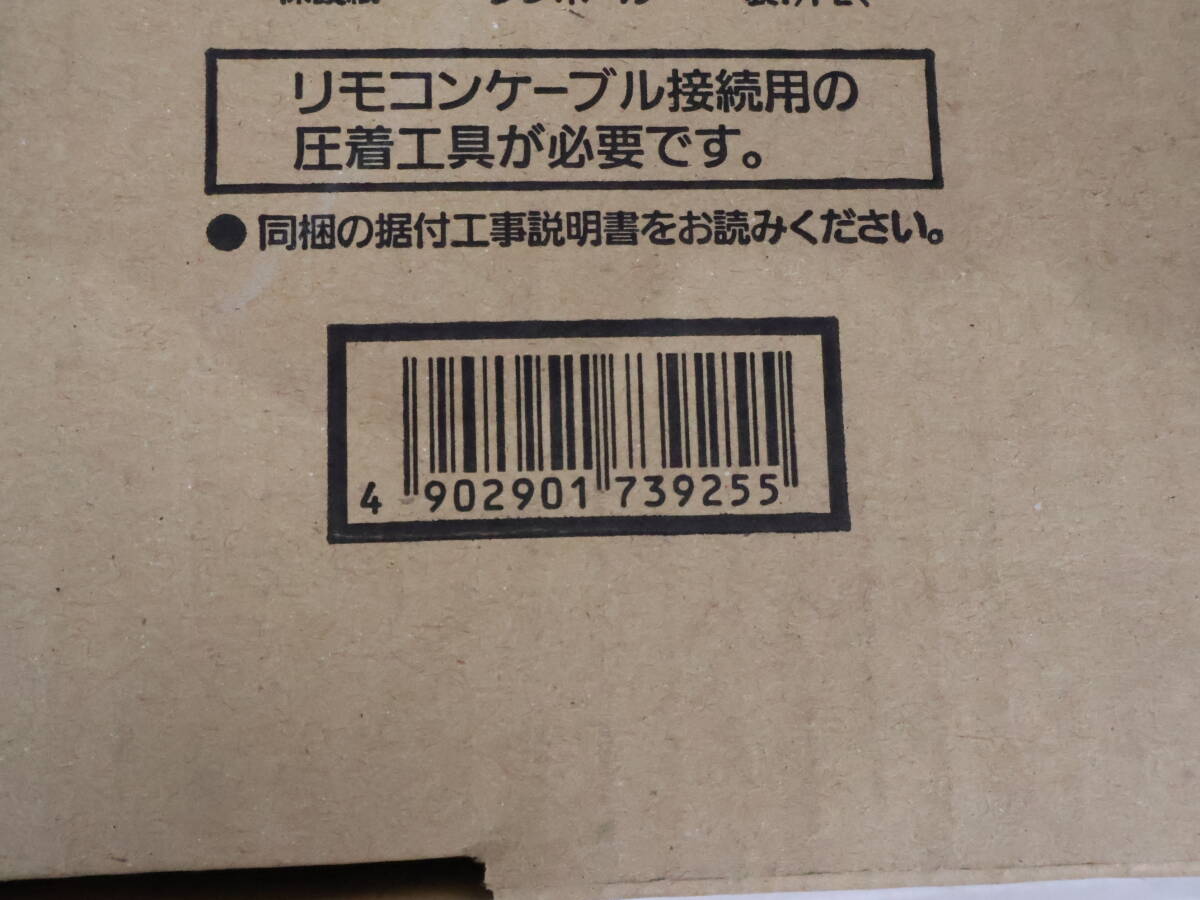 リモコンケーブル接続用の
圧着工具が必要です。
●同梱の据付工事説明書をお読みください。
4 902901 739255